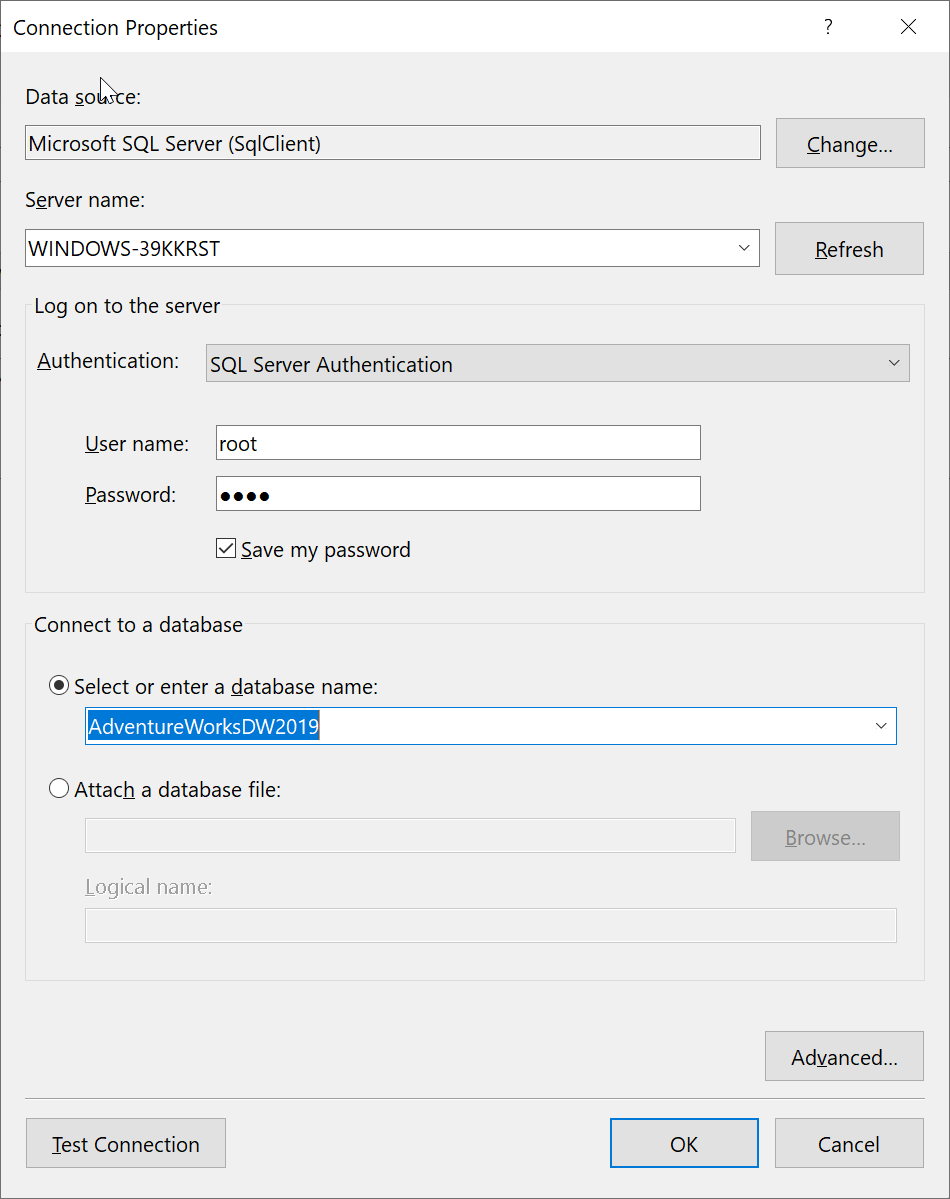 Connection Properties
?
Data source:
Microsoft SQL Server (SqlClient)
Change...
Server name:
WINDOWS-39KKRST
Refresh
Log on to the server
Authentication:
SQL Server Authentication
User name:
root
Password:
●●●●
Save my password
Connect to a database
Select or enter a database name:
AdventureWorksDW2019
Attach a database file:
Browse...
Logical name:
Advanced...
Test Connection
OK
Cancel